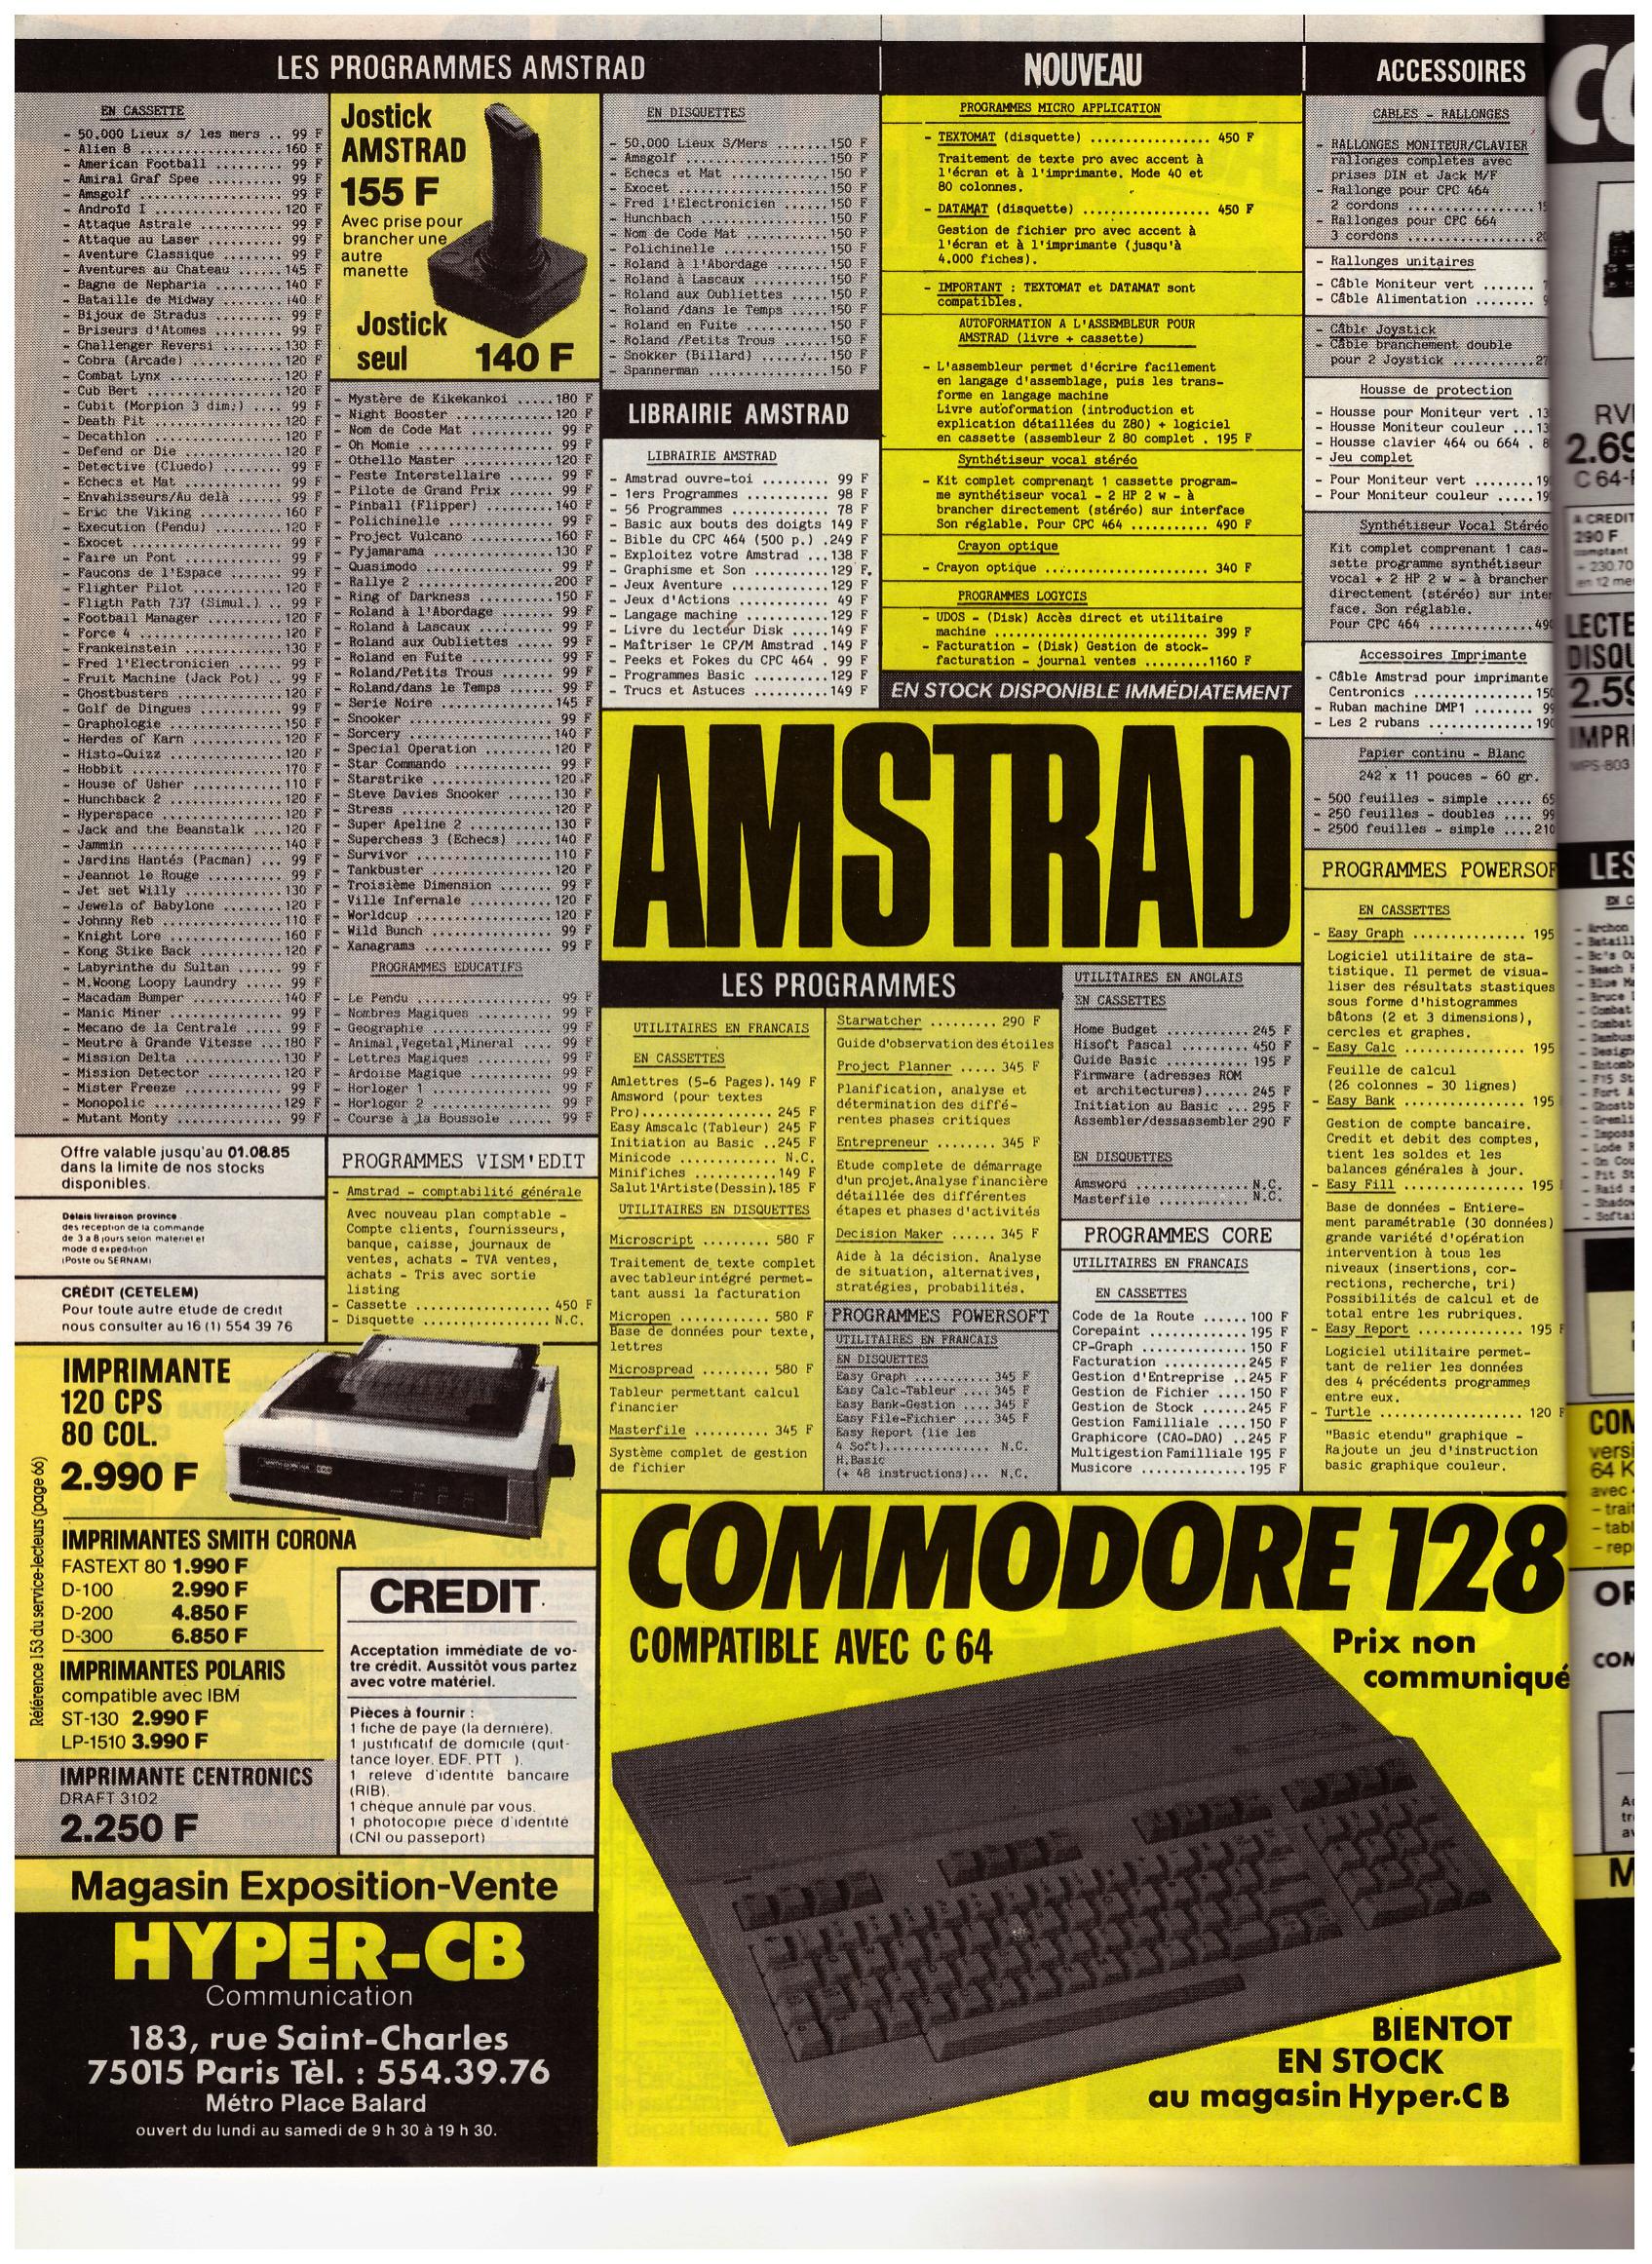 LES PROGRAMMES AMSTRAD
EN CASSETTE
- 50.000 Lieux s/ les mers .. 99 F
- Alien 8 ..................160 F
- American Football ......... 99 F
- Amiral Graf Spee .......... 99 F
- Amsgolf ................... 99 F
- Androïd I .................120 F
- Attaque Astrale ........... 99 F
- Attaque au Laser .......... 99 F
- Aventure Classique ........ 99 F
- Aventures au Chateau ......145 F
- Bagne de Nepharia .........140 F
- Bataille de Midway ........140 F
- Bijoux de Stradus ......... 99 F
- Briseurs d'Atomes ......... 99 F
- Challenger Reversi ........130 F
- Cobra (Arcade) ............120 F
- Combat Lynx ...............120 F
- Cub Bert ..................120 F
- Cubit (Morpion 3 dim;) .... 99 F
- Death Pit .................120 F
- Decathlon .................120 F
- Defend or Die .............120 F
- Detective (Cluedo) ........ 99 F
- Echecs et Mat ............. 99 F
- Envahisseurs/Au delà ...... 99 F
- Eric the Viking ...........160 F
- Execution (Pendu) .........120 F
- Exocet .................... 99 F
- Faire un Pont ............. 99 F
- Faucons de l'Espace ....... 99 F
- Flighter Pilot ............120 F
- Fligth Path 737 (Simul.) .. 99 F
- Football Manager ..........120 F
- Force 4 ...................120 F
- Frankeinstein .............130 F
- Fred l'Electronicien ...... 99 F
- Fruit Machine (Jack Pot) .. 99 F
- Ghostbusters ..............120 F
- Golf de Dingues ........... 99 F
- Graphologie ...............150 F
- Herdes of Karn ............120 F
- Histo-Quizz ...............120 F
- Hobbit ....................170 F
- House of Usher ............110 F
- Hunchback 2 ...............120 F
- Hyperspace ................120 F
- Jack and the Beanstalk ....120 F
- Jammin ....................140 F
- Jardins Hantés (Pacman) ... 99 F
- Jeannot le Rouge .......... 99 F
- Jet set Willy .............130 F
- Jewels of Babylone ........120 F
- Johnny Reb ................110 F
- Knight Lore ...............160 F
- Kong Stike Back ...........120 F
- Labyrinthe du Sultan ...... 99 F
- M.Woong Loopy Laundry ..... 99 F
- Macadam Bumper ............140 F
- Manic Miner ............... 99 F
- Mecano de la Centrale ..... 99 F
- Meutre à Grande Vitesse ...180 F
- Mission Delta .............130 F
- Mission Detector ..........120 F
- Mister Freeze ............. 99 F
- Monopolic .................129 F
- Mutant Monty .............. 99 F
Jostick
AMSTRAD
155 F
Avec prise pour
brancher une
autre
manette
Jostick
seul 140 F
- Mystère de Kikekankoi .....180 F
- Night Booster .............120 F
- Nom de Code Mat ........... 99 F
- Oh Momie .................. 99 F
- Othello Master ............120 F
- Peste Interstellaire ...... 99 F
- Pilote de Grand Prix ...... 99 F
- Pinball (Flipper) .........140 F
- Polichinelle .............. 99 F
- Project Vulcano ...........160 F
- Pyjamarama ................130 F
- Quasimodo ................. 99 F
- Rallye 2 ..................200 F
- Ring of Darkness ..........150 F
- Roland à l'Abordage ....... 99 F
- Roland à Lascaux .......... 99 F
- Roland aux Oubliettes ..... 99 F
- Roland en Fuite ........... 99 F
- Roland/Petits Trous ....... 99 F
- Roland/dans le Temps ...... 99 F
- Serie Noire ...............145 F
- Snooker ................... 99 F
- Sorcery ...................140 F
- Special Operation .........120 F
- Star Commando ............. 99 F
- Starstrike ................120 F
- Steve Davies Snooker ......130 F
- Stress ....................120 F
- Super Apeline 2 ...........130 F
- Superchess 3 (Echecs) .....140 F
- Survivor ..................110 F
- Tankbuster ................120 F
- Troisième Dimension ....... 99 F
- Ville Infernale ...........120 F
- Worldcup ..................120 F
- Wild Bunch ................ 99 F
- Xanagrams ................. 99 F
PROGRAMMES EDUCATIFS
- Le Pendu .................. 99 F
- Nombres Magiques .......... 99 F
- Geographie ................ 99 F
- Animal,Vegetal,Mineral .... 99 F
- Lettres Magiques .......... 99 F
- Ardoise Magique ........... 99 F
- Horloger 1 ................ 99 F
- Horloger 2 ................ 99 F
- Course à la Boussole ...... 99 F
EN DISQUETTES
- 50.000 Lieux S/Mers .......150 F
- Amsgolf ...................150 F
- Echecs et Mat .............150 F
- Exocet ....................150 F
- Fred l'Electronicien ......150 F
- Hunchbach .................150 F
- Nom de Code Mat ...........150 F
- Polichinelle ..............150 F
- Roland à l'Abordage .......150 F
- Roland à Lascaux ..........150 F
- Roland aux Oubliettes .....150 F
- Roland /dans le Temps .....150 F
- Roland en Fuite ...........150 F
- Roland /Petits Trous ......150 F
- Snokker (Billard) .........150 F
- Spannerman ................150 F
LIBRAIRIE AMSTRAD
LIBRAIRIE AMSTRAD
- Amstrad ouvre-toi ......... 99 F
- 1ers Programmes ........... 98 F
- 56 Programmes ............. 78 F
- Basic aux bouts des doigts 149 F
- Bible du CPC 464 (500 p.) .249 F
- Exploitez votre Amstrad ...138 F
- Graphisme et Son ..........129 F
- Jeux Aventure .............129 F
- Jeux d'Actions ............ 49 F
- Langage machine ...........129 F
- Livre du lecteur Disk .....149 F
- Maîtriser le CP/M Amstrad .149 F
- Peeks et Pokes du CPC 464 . 99 F
- Programmes Basic ..........129 F
- Trucs et Astuces ..........149 F
NOUVEAU
PROGRAMMES MICRO APPLICATION
- TEXTOMAT (disquette) ................ 450 F
Traitement de texte pro avec accent à
l'écran et à l'imprimante. Mode 40 et
80 colonnes.
- DATAMAT (disquette) ................. 450 F
Gestion de fichier pro avec accent à
l'écran et à l'imprimante (jusqu'à
4.000 fiches).
- IMPORTANT : TEXTOMAT et DATAMAT sont
compatibles.
AUTOFORMATION A L'ASSEMBLEUR POUR
AMSTRAD (livre + cassette)
- L'assembleur permet d'écrire facilement
en langage d'assemblage, puis les trans-
forme en langage machine
Livre autoformation (introduction et
explication détaillées du Z80) + logiciel
en cassette (assembleur Z 80 complet . 195 F
Synthétiseur vocal stéréo
- Kit complet comprenant 1 cassette program-
me synthétiseur vocal - 2 HP 2 w - à
brancher directement (stéréo) sur interface
Son réglable. Pour CPC 464 ........... 490 F
Crayon optique
- Crayon optique ....................... 340 F
PROGRAMMES LOGYCIS
- UDOS - (Disk) Accès direct et utilitaire
machine .............................. 399 F
- Facturation - (Disk) Gestion de stock-
facturation - journal ventes .........1160 F
EN STOCK DISPONIBLE IMMÉDIATEMENT
ACCESSOIRES
CABLES - RALLONGES
- RALLONGES MONITEUR/CLAVIER
rallonges complètes avec
prises DIN et Jack M/F
- Rallonge pour CPC 464
2 cordons .................
- Rallonges pour CPC 664
3 cordons .................
- Rallonges unitaires
- Câble Moniteur vert .......
- Câble Alimentation ........
- Câble Joystick
- Câble branchement double
pour 2 Joystick ...........
Housse de protection
- Housse pour Moniteur vert .
- Housse Moniteur couleur ...
- Housse clavier 464 ou 664 .
- Jeu complet
- Pour Moniteur vert ........
- Pour Moniteur couleur .....
Synthétiseur Vocal Stéréo
Kit complet comprenant 1 cas-
sette programme synthétiseur
vocal + 2 HP 2 w - à brancher
directement (stéréo) sur inter
face. Son réglable.
Pour CPC 464 ..............490
Accessoires Imprimante
- Câble Amstrad pour imprimante
Centronics ................150
- Ruban machine DMP1 ........ 99
- Les 2 rubans ..............190
Papier continu - Blanc
242 x 11 pouces - 60 gr.
- 500 feuilles - simple ..... 65
- 250 feuilles - doubles .... 99
- 2500 feuilles - simple ....210
PROGRAMMES POWERSOF
EN CASSETTES
- Easy Graph ................ 195
Logiciel utilitaire de sta-
tistique. Il permet de visua-
liser des résultats stastiques
sous forme d'histogrammes
bâtons (2 et 3 dimensions),
cercles et graphes.
- Easy Calc ................. 195
Feuille de calcul
(26 colonnes - 30 lignes)
- Easy Bank ................. 195
Gestion de compte bancaire.
Credit et debit des comptes,
tient les soldes et les
balances générales à jour.
- Easy Fill ................. 195
Base de données - Entiere-
ment paramétrable (30 données)
grande variété d'opération
intervention à tous les
niveaux (insertions, cor-
rections, recherche, tri)
Possibilités de calcul et de
total entre les rubriques.
- Easy Report ............... 195 F
Logiciel utilitaire permet-
tant de relier les données
des 4 précédents programmes
entre eux.
- Turtle .................... 120 F
"Basic etendu" graphique -
Rajoute un jeu d'instruction
basic graphique couleur.
AMSTRAD
LES PROGRAMMES
UTILITAIRES EN FRANCAIS
EN CASSETTES
Amlettres (5-6 Pages). 149 F
Amsword (pour textes
Pro).................. 245 F
Easy Amscalc (Tableur) 245 F
Initiation au Basic ..245 F
Minicode ............. N.C.
Minifiches ...........149 F
Salut l'Artiste(Dessin).185 F
UTILITAIRES EN DISQUETTES
Microscript .......... 580 F
Traitement de texte complet
avec tableur intégré permet-
tant aussi la facturation
Micropen ............. 580 F
Base de données pour texte,
lettres
Microspread .......... 580 F
Tableur permettant calcul
financier
Masterfile ........... 345 F
Système complet de gestion
de fichier
Starwatcher ......... 290 F
Guide d'observation des étoiles
Project Planner ..... 345 F
Planification, analyse et
détermination des diffé-
rentes phases critiques
Entrepreneur ........ 345 F
Etude complete de démarrage
d'un projet.Analyse financière
détaillée des différentes
étapes et phases d'activités
Decision Maker ...... 345 F
Aide à la décision. Analyse
de situation, alternatives,
stratégies, probabilités.
PROGRAMMES POWERSOFT
UTILITAIRES EN FRANCAIS
EN DISQUETTES
Easy Graph ........... 345 F
Easy Calc-Tableur .... 345 F
Easy Bank-Gestion .... 345 F
Easy File-Fichier .... 345 F
Easy Report (lie les
4 Soft)............... N.C.
H.Basic
(+ 48 instructions)... N.C.
UTILITAIRES EN ANGLAIS
EN CASSETTES
Home Budget ...........245 F
Hisoft Pascal .........450 F
Guide Basic ...........195 F
Firmware (adresses ROM
et architectures)......245 F
Initiation au Basic ...295 F
Assembler/dessassembler 290 F
EN DISQUETTES
Amsword ...............N.C.
Masterfile ............N.C.
PROGRAMMES CORE
UTILITAIRES EN FRANCAIS
EN CASSETTES
Code de la Route ...... 100 F
Corepaint ............. 195 F
CP-Graph .............. 150 F
Facturation ........... 245 F
Gestion d'Entreprise ..245 F
Gestion de Fichier .... 150 F
Gestion de Stock ......245 F
Gestion Familliale .... 150 F
Graphicore (CAO-DAO) ..245 F
Multigestion Familliale 195 F
Musicore ..............195 F
Offre valable jusqu'au 01.08.85
dans la limite de nos stocks
disponibles.
Délais livraison province
des reception de la commande
de 3 a 8 jours selon materiel et
mode d'expedition
(Poste ou SERNAM)
CRÉDIT (CETELEM)
Pour toute autre etude de credit
nous consulter au 16 (1) 554 39 76
PROGRAMMES VISM'EDIT
- Amstrad - comptabilité générale
Avec nouveau plan comptable -
Compte clients, fournisseurs,
banque, caisse, journaux de
ventes, achats - TVA ventes,
achats - Tris avec sortie
listing
- Cassette .................. 450 F
- Disquette ................. N.C.
IMPRIMANTE
120 CPS
80 COL.
2.990 F
IMPRIMANTES SMITH CORONA
FASTEXT 80 1.990 F
D-100 2.990 F
D-200 4.850 F
D-300 6.850 F
IMPRIMANTES POLARIS
compatible avec IBM
ST-130 2.990 F
LP-1510 3.990 F
IMPRIMANTE CENTRONICS
DRAFT 3102
2.250 F
Référence 153 du service-lecteurs (page 66)
CREDIT
Acceptation immédiate de vo-
tre crédit. Aussitôt vous partez
avec votre matériel.
Pièces à fournir :
1 fiche de paye (la dernière).
1 justificatif de domicile (quit-
tance loyer, EDF, PTT ).
1 relevé d'identité bancaire
(RIB).
1 chèque annulé par vous.
1 photocopie pièce d'identité
(CNI ou passeport)
Magasin Exposition-Vente
HYPER-CB
Communication
183, rue Saint-Charles
75015 Paris Tèl. : 554.39.76
Métro Place Balard
ouvert du lundi au samedi de 9 h 30 à 19 h 30.
COMMODORE 128
COMPATIBLE AVEC C 64
Prix non
communiqué
BIENTOT
EN STOCK
au magasin Hyper.C B
2.69
C 64-
A CREDIT
290 F
comptant
+ 230.70
LECTE
DISQU
2.59
IMPRI
MPS-803
LES
COM
versi
64 K
avec
- trait
- tabl
- rep